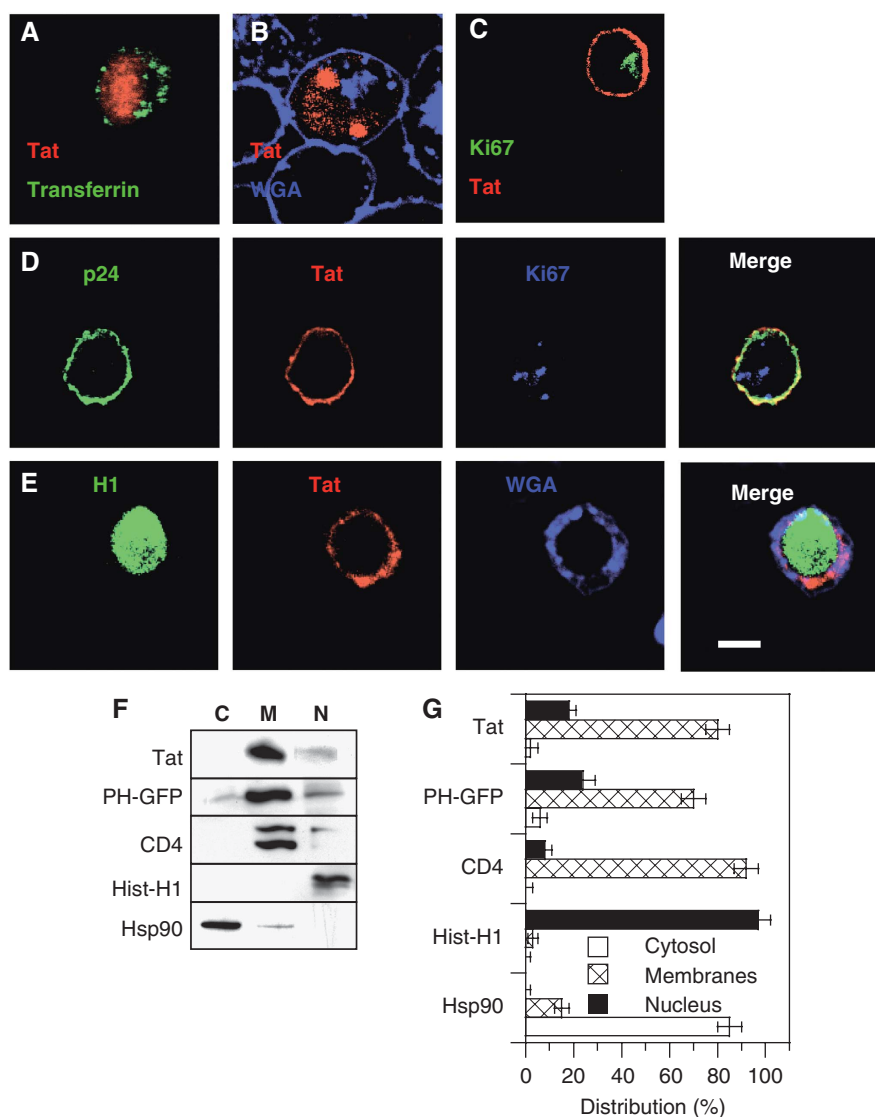 A
Tat
Transferrin
B
Tat
WGA
C
Ki67
Tat
D
p24
Tat
Ki67
Merge
E
H1
Tat
WGA
Merge
F
C M N
Tat
PH-GFP
CD4
Hist-H1
Hsp90
G
Tat
PH-GFP
CD4
Hist-H1
Hsp90
Cytosol
Membranes
Nucleus
0 20 40 60 80 100
Distribution (%)